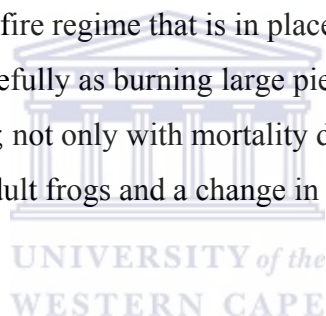 fire regime that is in place
efully as burning large pie
; not only with mortality d
dult frogs and a change in
UNIVERSITY of the
WESTERN CAPE